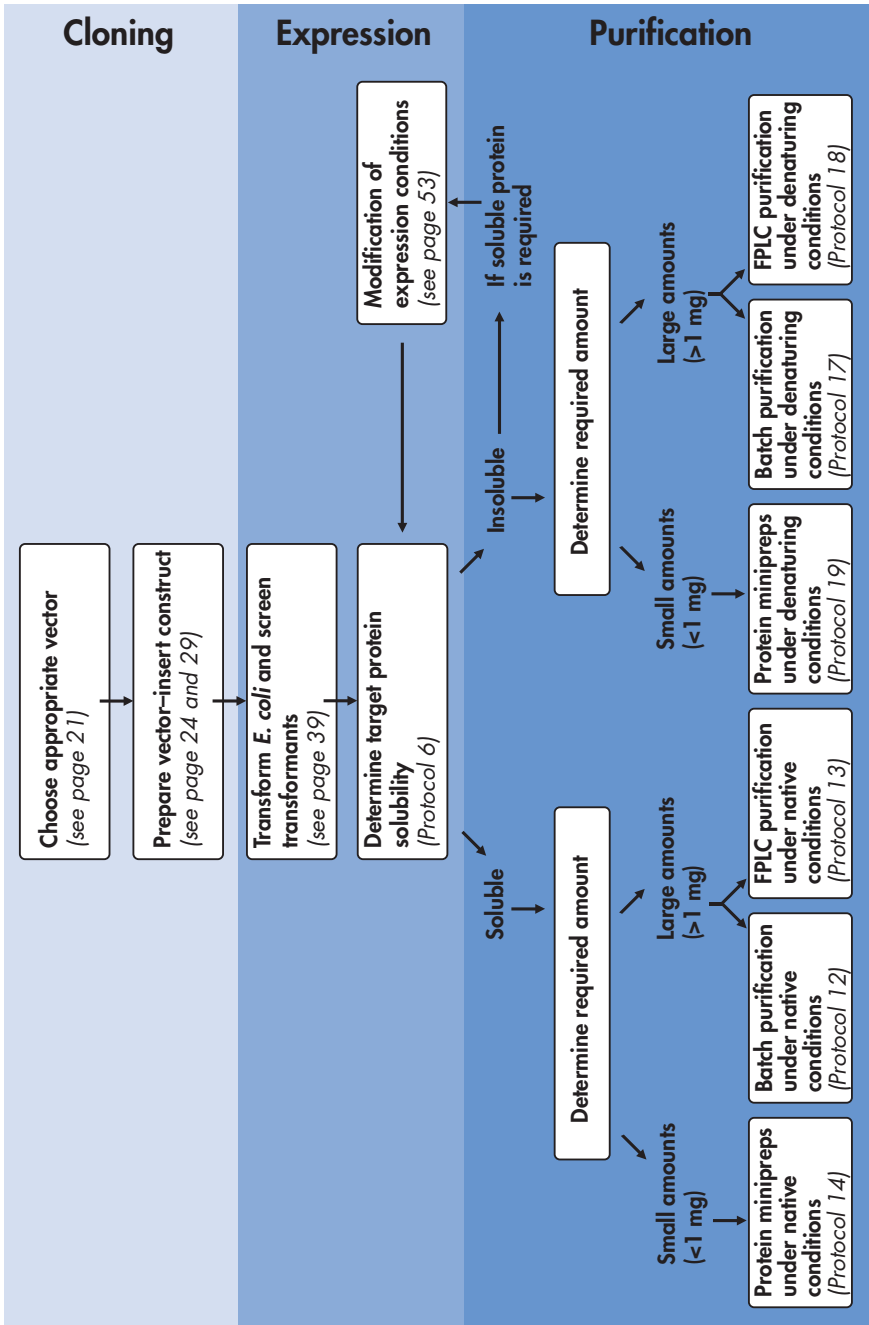 Cloning
Expression
Purification
Choose appropriate vector
(see page 21)
Prepare vector–insert construct
(see page 24 and 29)
Transform E. coli and screen
transformants
(see page 39)
Determine target protein
solubility
(Protocol 6)
Modification of
expression conditions
(see page 53)
Soluble
Insoluble
If soluble protein
is required
Determine required amount
Determine required amount
Small amounts
(<1 mg)
Large amounts
(>1 mg)
Small amounts
(<1 mg)
Large amounts
(>1 mg)
Protein minipreps
under native
conditions
(Protocol 14)
Batch purification
under native
conditions
(Protocol 12)
FPLC purification
under native
conditions
(Protocol 13)
Protein minipreps
under denaturing
conditions
(Protocol 19)
Batch purification
under denaturing
conditions
(Protocol 17)
FPLC purification
under denaturing
conditions
(Protocol 18)